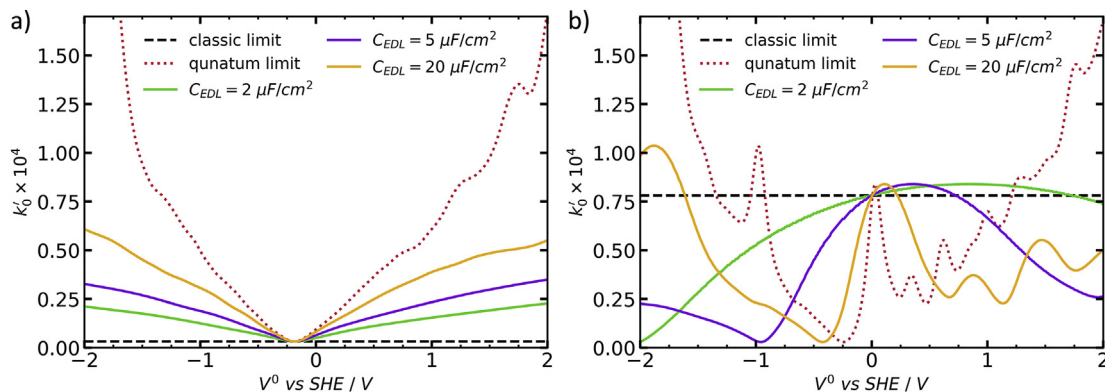 a)
k₀′ × 10⁴
1.50
1.25
1.00
0.75
0.50
0.25
0.00
classic limit
qunatum limit
C_EDL = 2 μF/cm²
C_EDL = 5 μF/cm²
C_EDL = 20 μF/cm²
−2 −1 0 1 2
V⁰ vs SHE / V
b)
k₀′ × 10⁴
1.50
1.25
1.00
0.75
0.50
0.25
0.00
classic limit
qunatum limit
C_EDL = 2 μF/cm²
C_EDL = 5 μF/cm²
C_EDL = 20 μF/cm²
−2 −1 0 1 2
V⁰ vs SHE / V